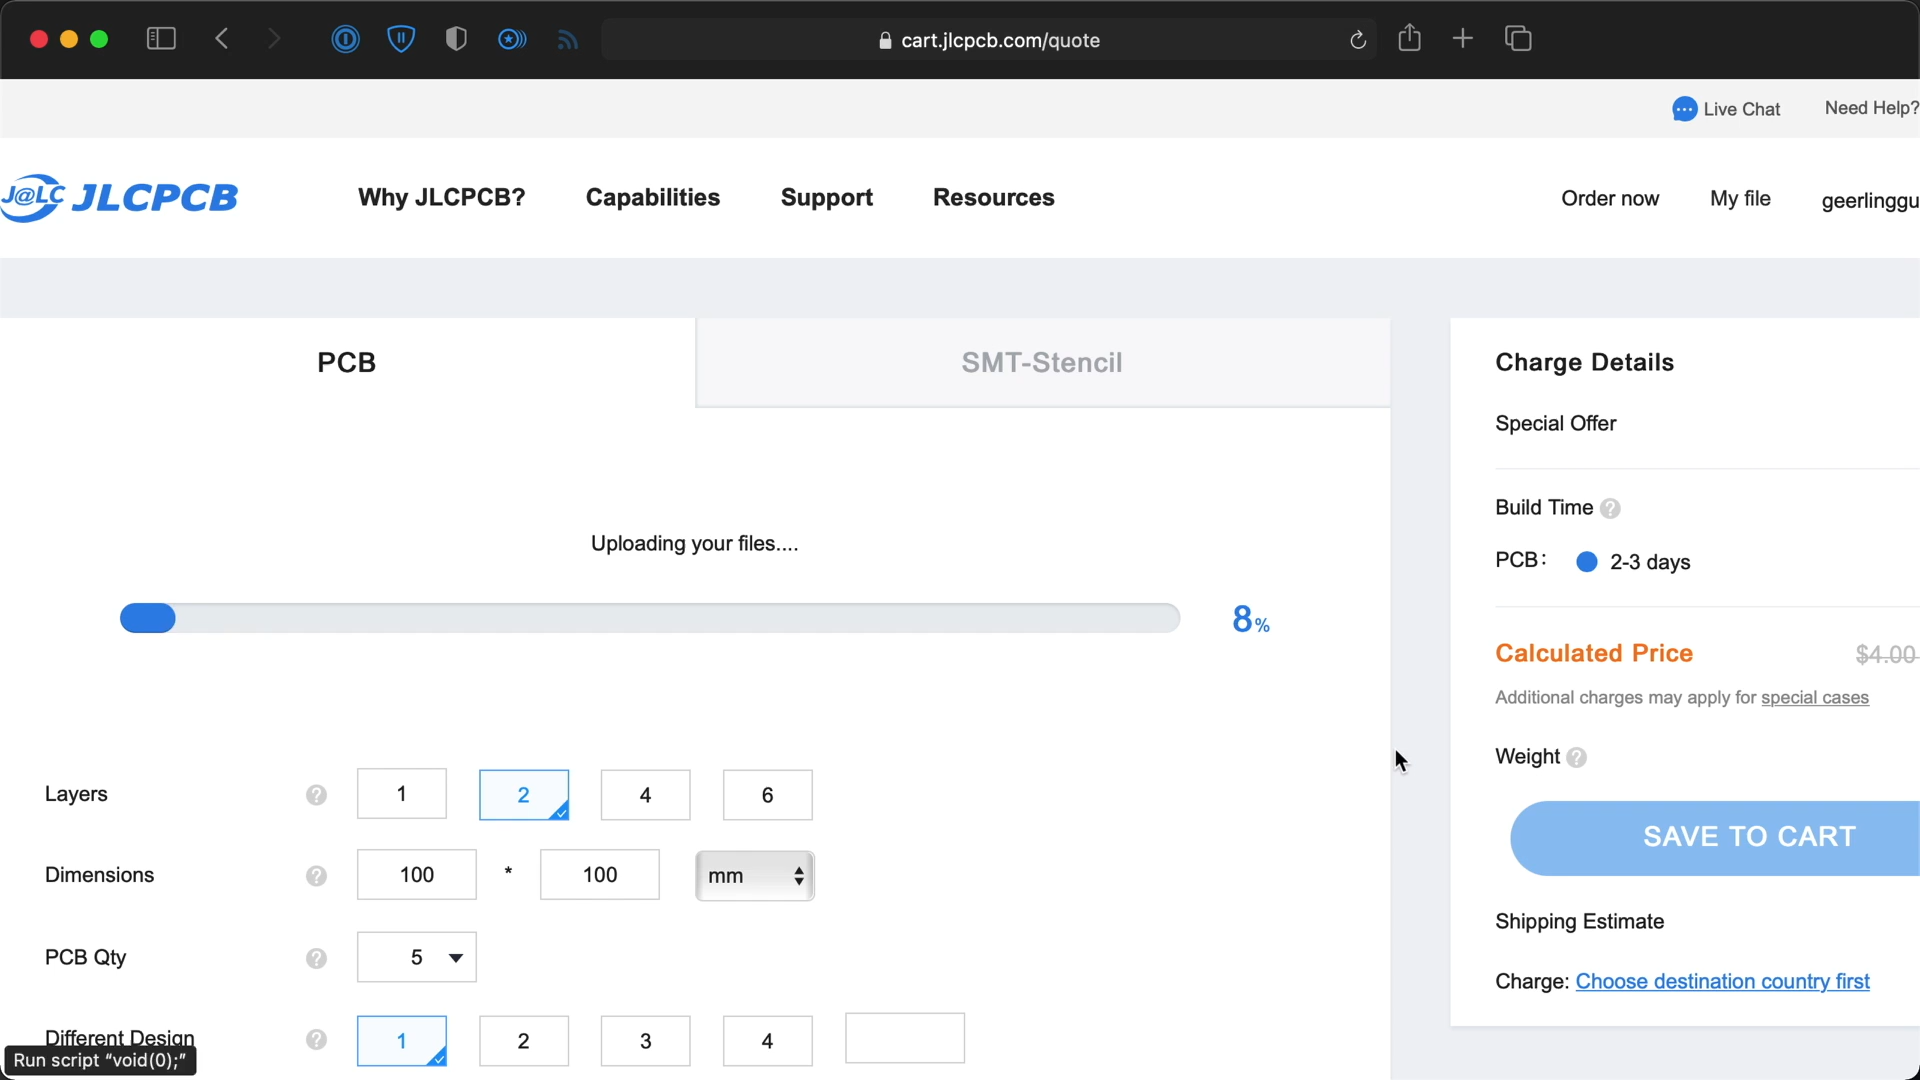 cart.jlcpcb.com/quote
Live Chat
Need Help?
J@LC JLCPCB
Why JLCPCB?
Capabilities
Support
Resources
Order now
My file
geerlinggu
PCB
SMT-Stencil
Uploading your files....
8%
Layers ? 1 2 4 6
Dimensions ? 100 * 100 mm
PCB Qty ? 5
Different Design ? 1 2 3 4
Run script “void(0);”
Charge Details
Special Offer
Build Time ?
PCB: 2-3 days
Calculated Price $4.00
Additional charges may apply for special cases
Weight ?
SAVE TO CART
Shipping Estimate
Charge: Choose destination country first